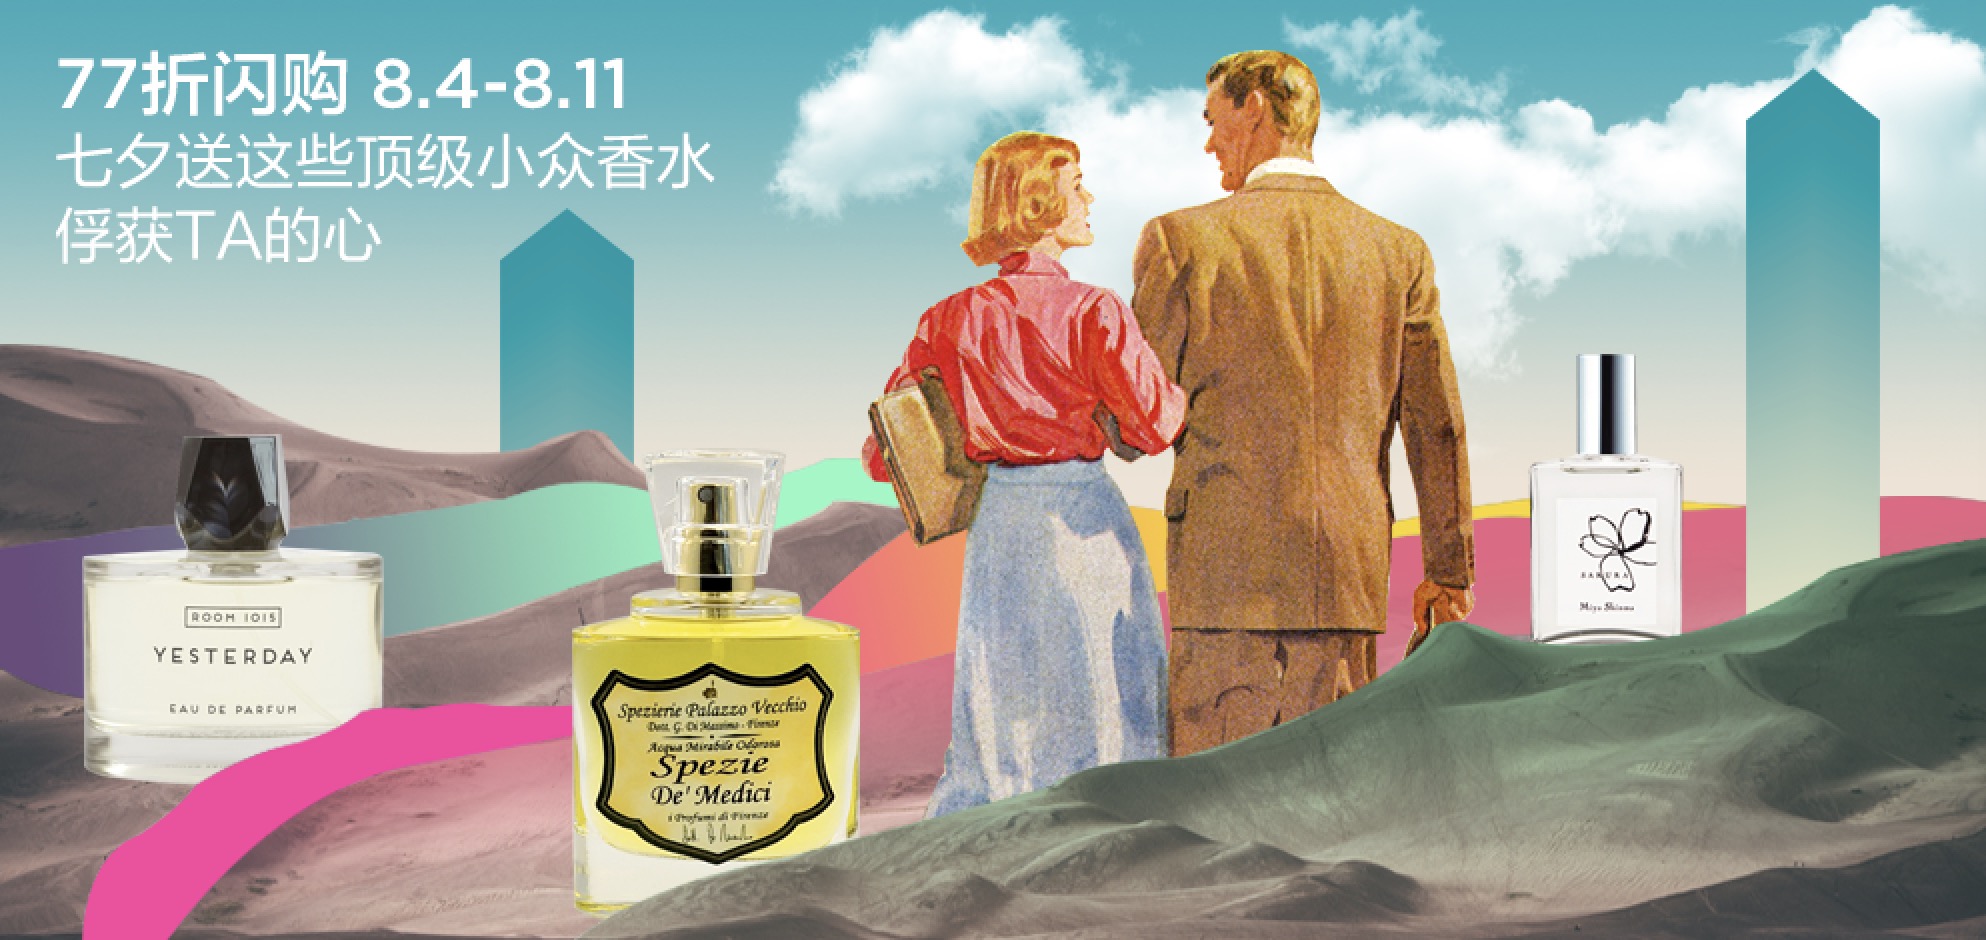 77折闪购 8.4-8.11
七夕送这些顶级小众香水
俘获TA的心
ROOM 1015
YESTERDAY
EAU DE PARFUM
Spezierie Palazzo Vecchio
Dott. G. Di Massimo - Firenze
Acqua Mirabile Odorosa
Spezie
De' Medici
i Profumi di Firenze
SAKURA
Miya Shinma